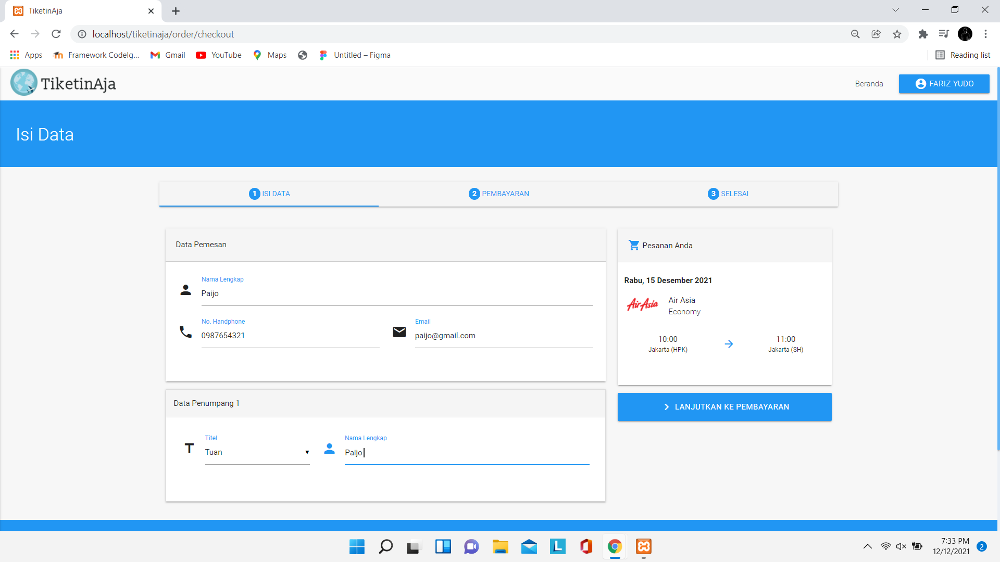 TiketinAja
localhost/tiketinaja/order/checkout
Apps
Framework CodeIg...
Gmail
YouTube
Maps
Untitled – Figma
Reading list
TiketinAja
Beranda
FARIZ YUDO
Isi Data
1 ISI DATA
2 PEMBAYARAN
3 SELESAI
Data Pemesan
Nama Lengkap
Paijo
No. Handphone
0987654321
Email
paijo@gmail.com
Pesanan Anda
Rabu, 15 Desember 2021
AirAsia
Air Asia
Economy
10:00
Jakarta (HPK)
11:00
Jakarta (SH)
LANJUTKAN KE PEMBAYARAN
Data Penumpang 1
Titel
Tuan
Nama Lengkap
Paijo
7:33 PM
12/12/2021
2